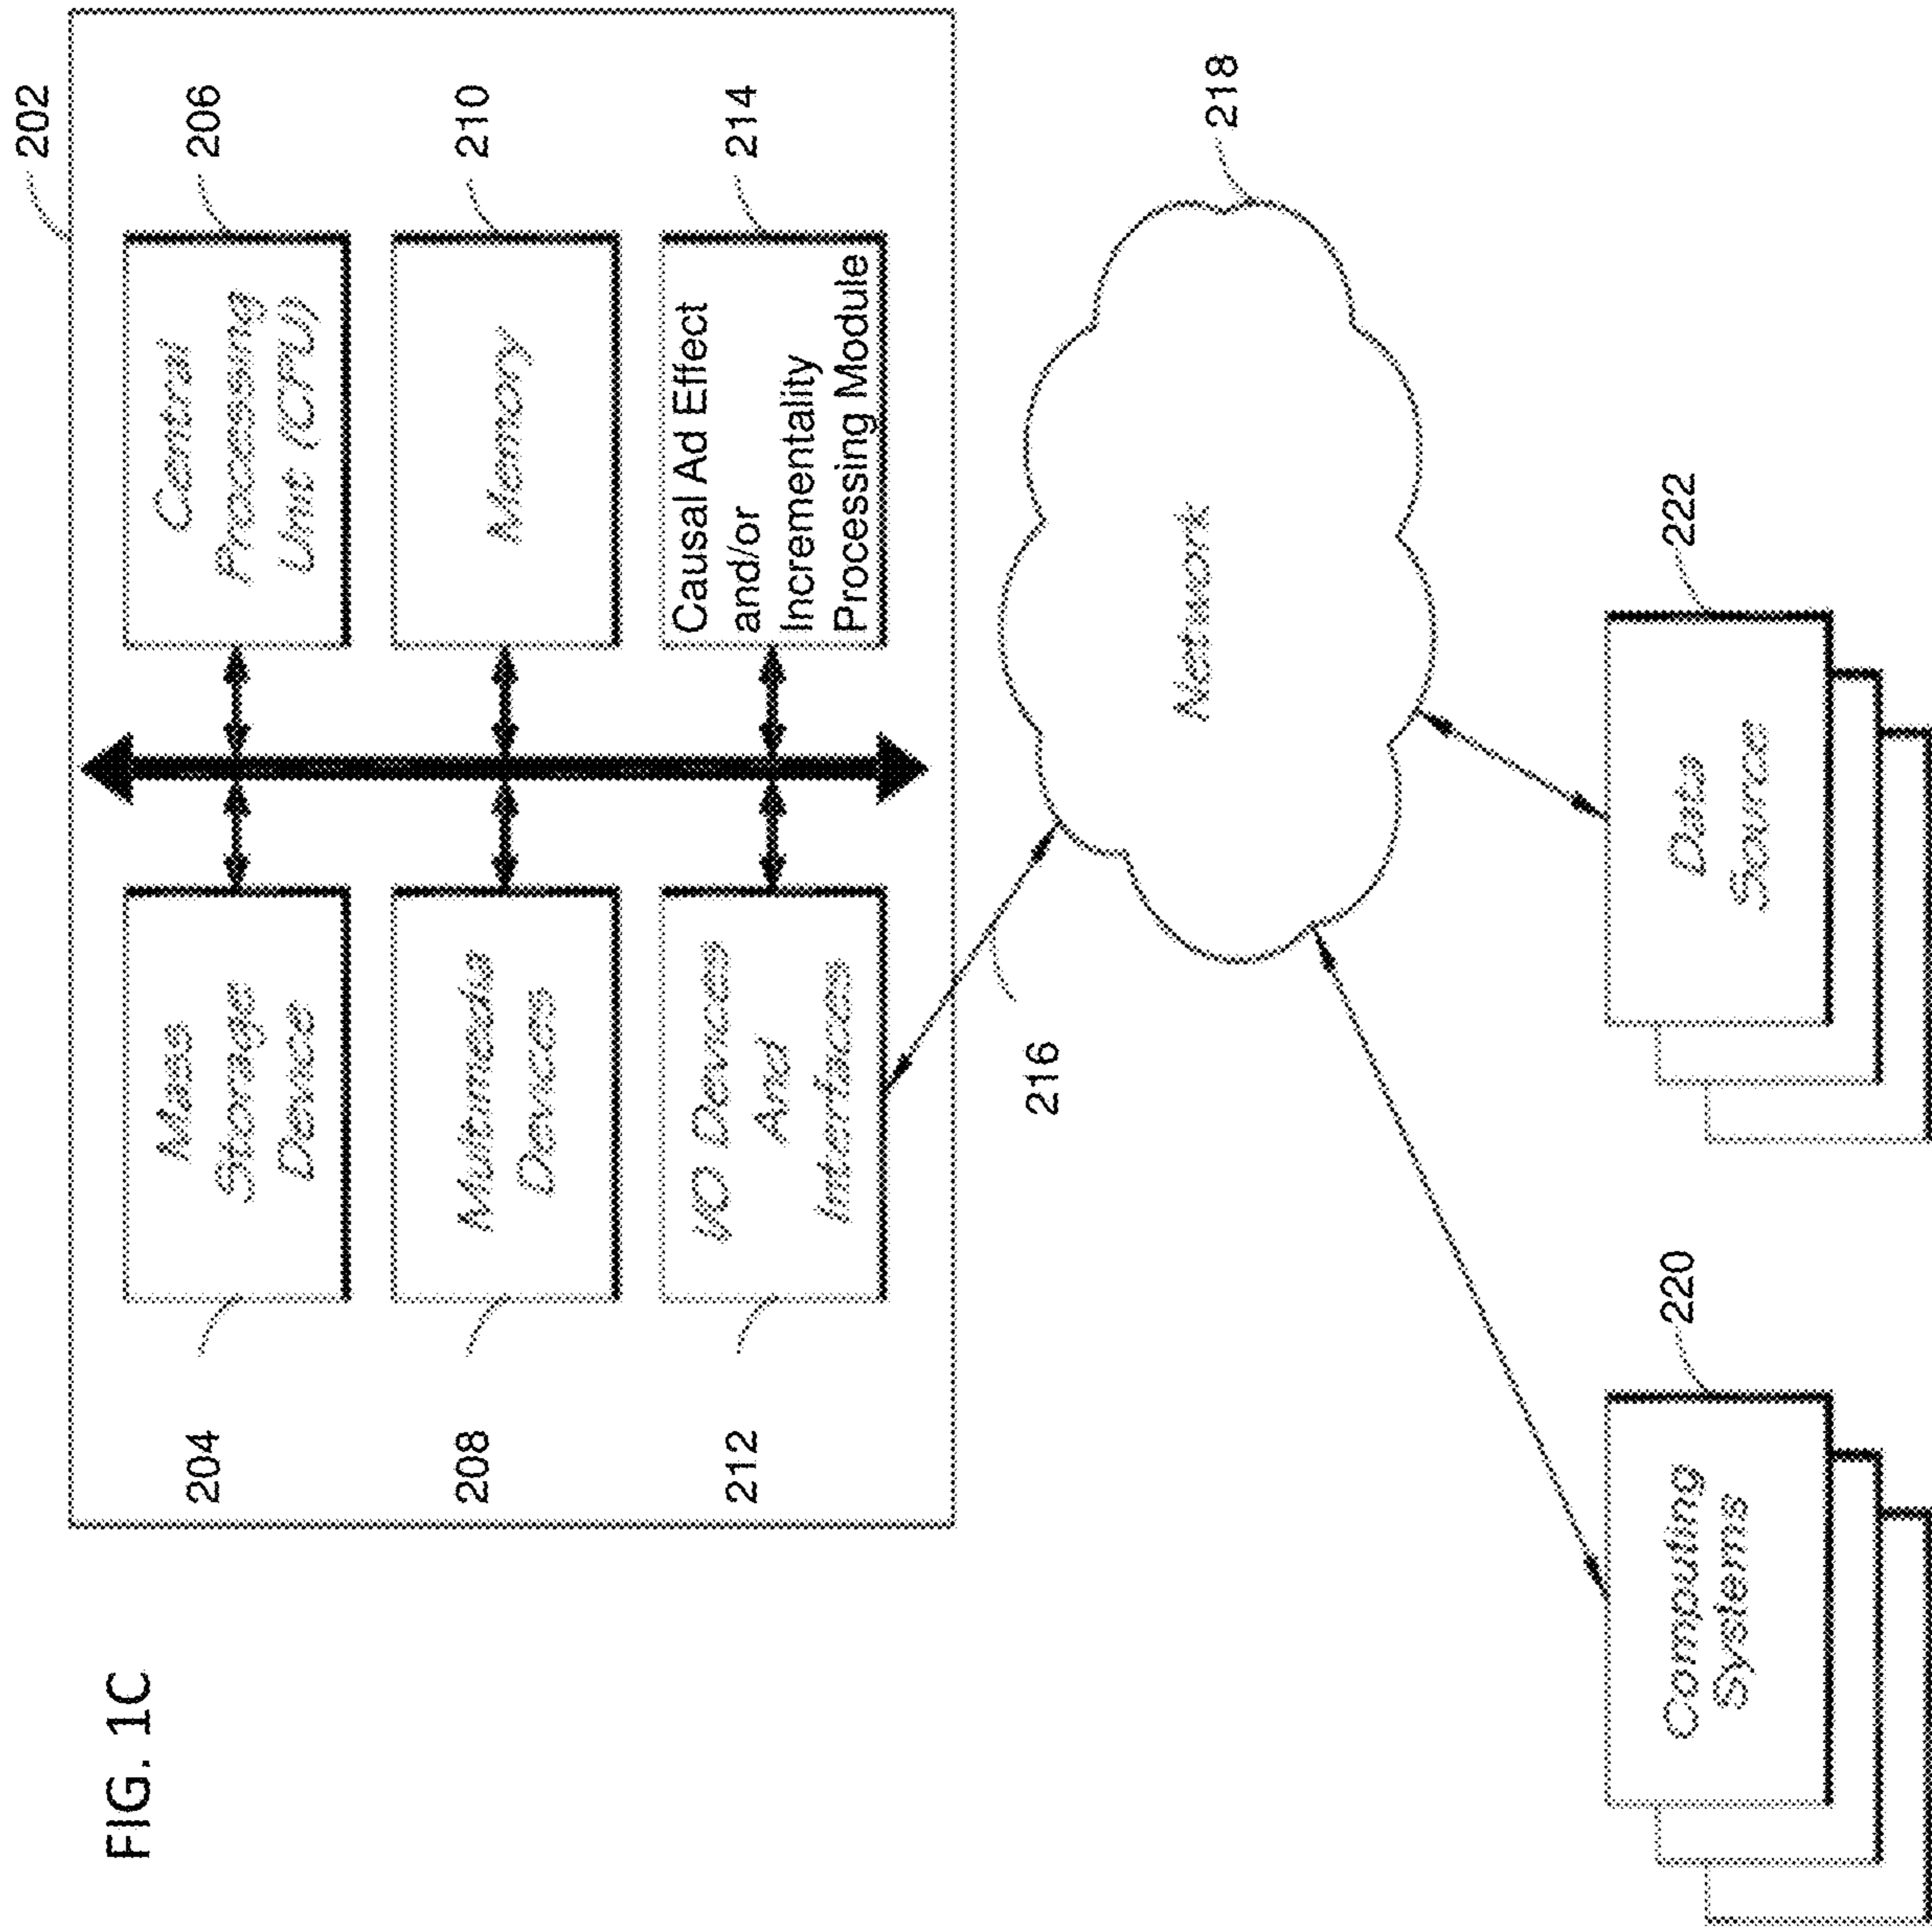 FIG. 1C
202
204
Mass
Storage
Device
Central
Processing
Unit (CPU)
206
208
Multimedia
Devices
Memory
210
212
I/O Devices
And
Interfaces
Causal Ad Effect
and/or
Incrementality
Processing Module
214
216
Network
218
220
Computing
Systems
222
Data
Source